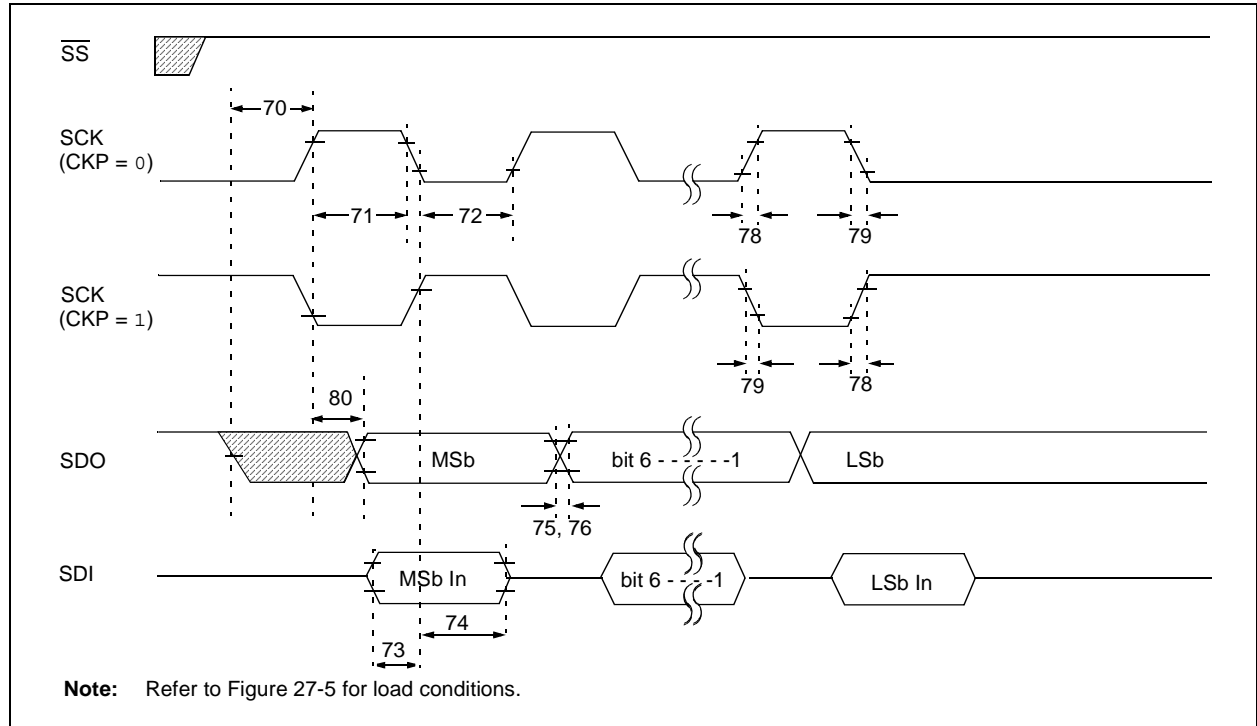 SS
70
SCK
(CKP = 0)
71
72
78
79
SCK
(CKP = 1)
79
78
80
SDO
MSb
bit 6 - - - - - -1
LSb
75, 76
SDI
MSb In
bit 6 - - - - -1
LSb In
74
73
Note: Refer to Figure 27-5 for load conditions.